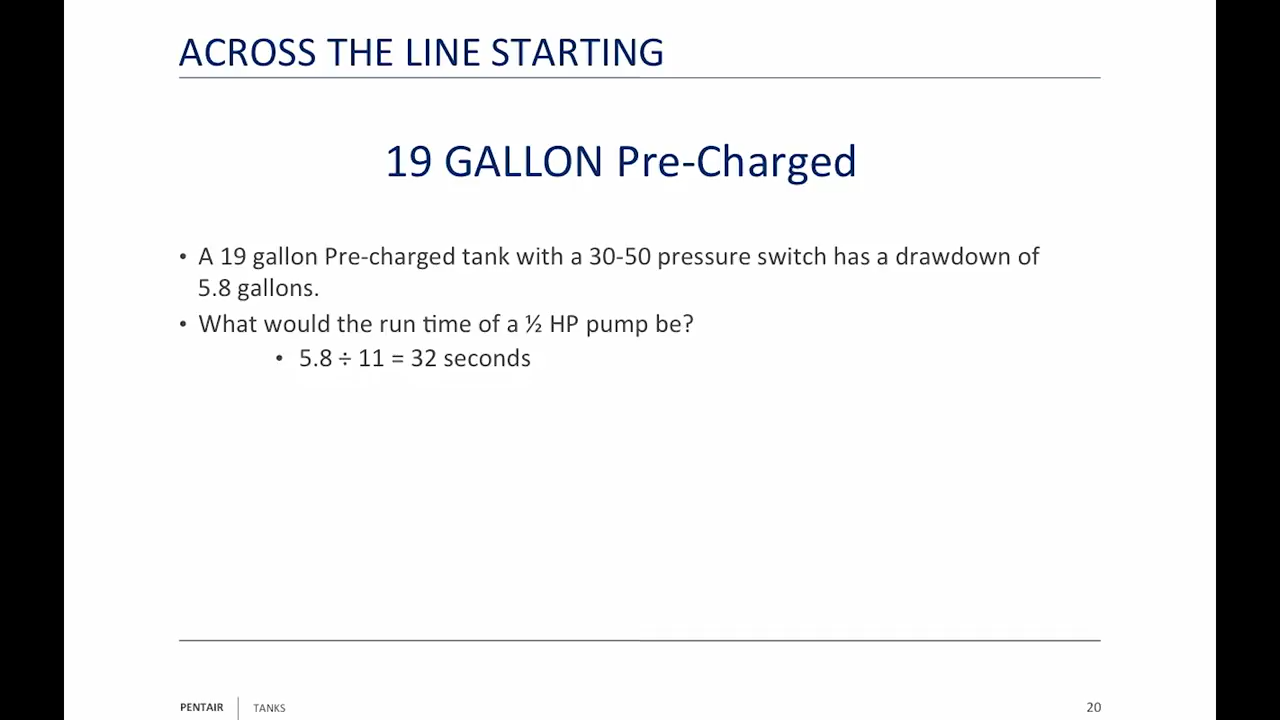 ACROSS THE LINE STARTING
19 GALLON Pre-Charged
• A 19 gallon Pre-charged tank with a 30-50 pressure switch has a drawdown of
5.8 gallons.
• What would the run time of a ½ HP pump be?
• 5.8 ÷ 11 = 32 seconds
PENTAIR TANKS 20